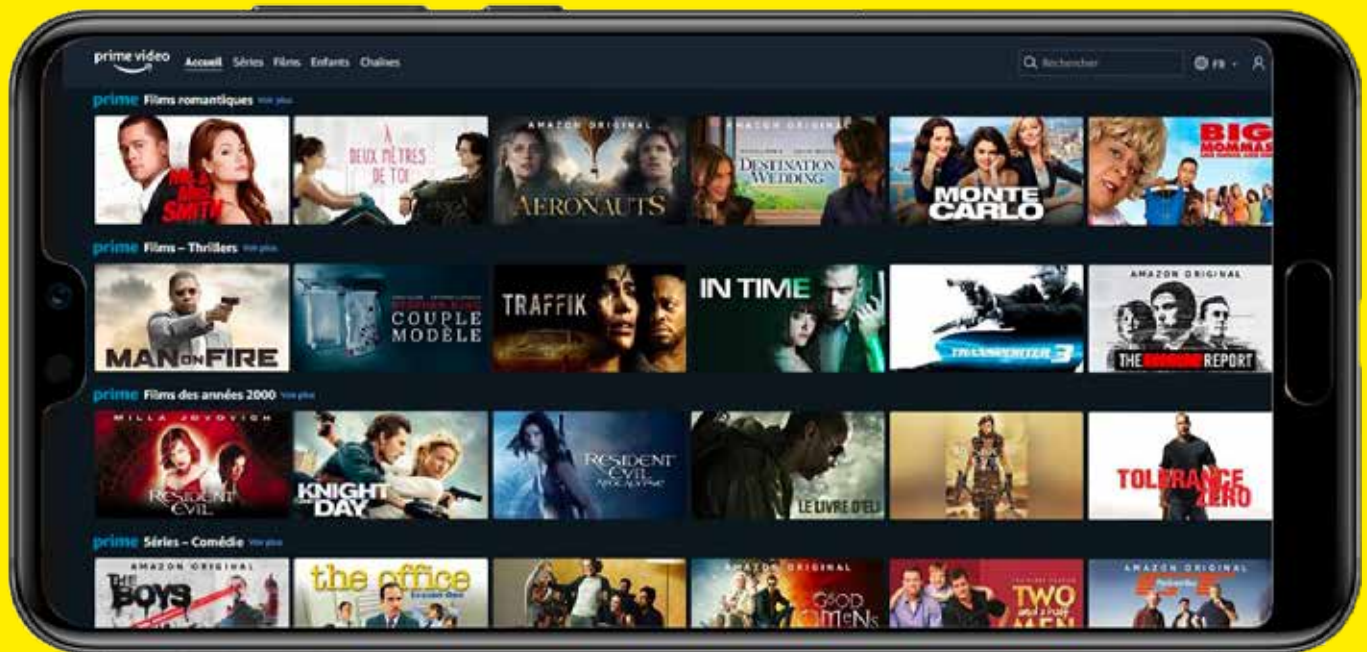 prime video Accueil Séries Films Enfants Chaînes Rechercher FR
prime Films romantiques Voir plus
MR & MRS SMITH
À DEUX MÈTRES DE TOI
AMAZON ORIGINAL
AERONAUTS
AMAZON ORIGINAL
DESTINATION WEDDING
MONTE CARLO
BIG MOMMAS
prime Films – Thrillers Voir plus
MAN ON FIRE
COUPLE MODÈLE
TRAFFIK
IN TIME
TRANSPORTER 3
AMAZON ORIGINAL
THE REPORT
prime Films des années 2000 Voir plus
MILLA JOVOVICH
RESIDENT EVIL
KNIGHT AND DAY
RESIDENT EVIL APOCALYPSE
LE LIVRE D'ELI
TOLERANCE ZERO
prime Séries – Comédie Voir plus
AMAZON ORIGINAL
THE BOYS
the office
AMAZON ORIGINAL
GOOD OMENS
TWO and a half MEN
AMAZON ORIGINAL